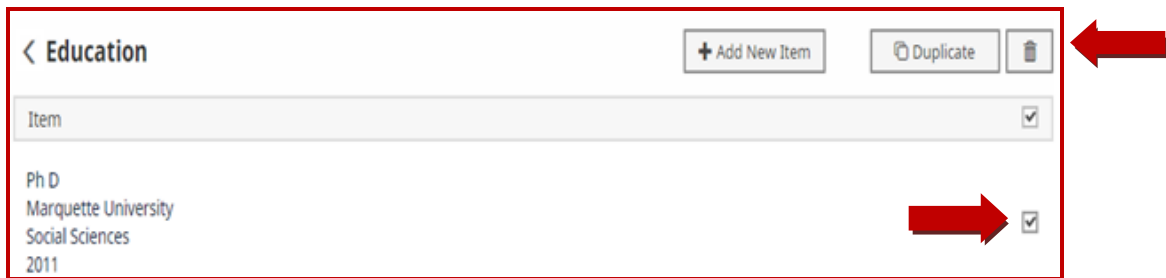 Education
Add New Item
Duplicate
Item
Ph D
Marquette University
Social Sciences
2011